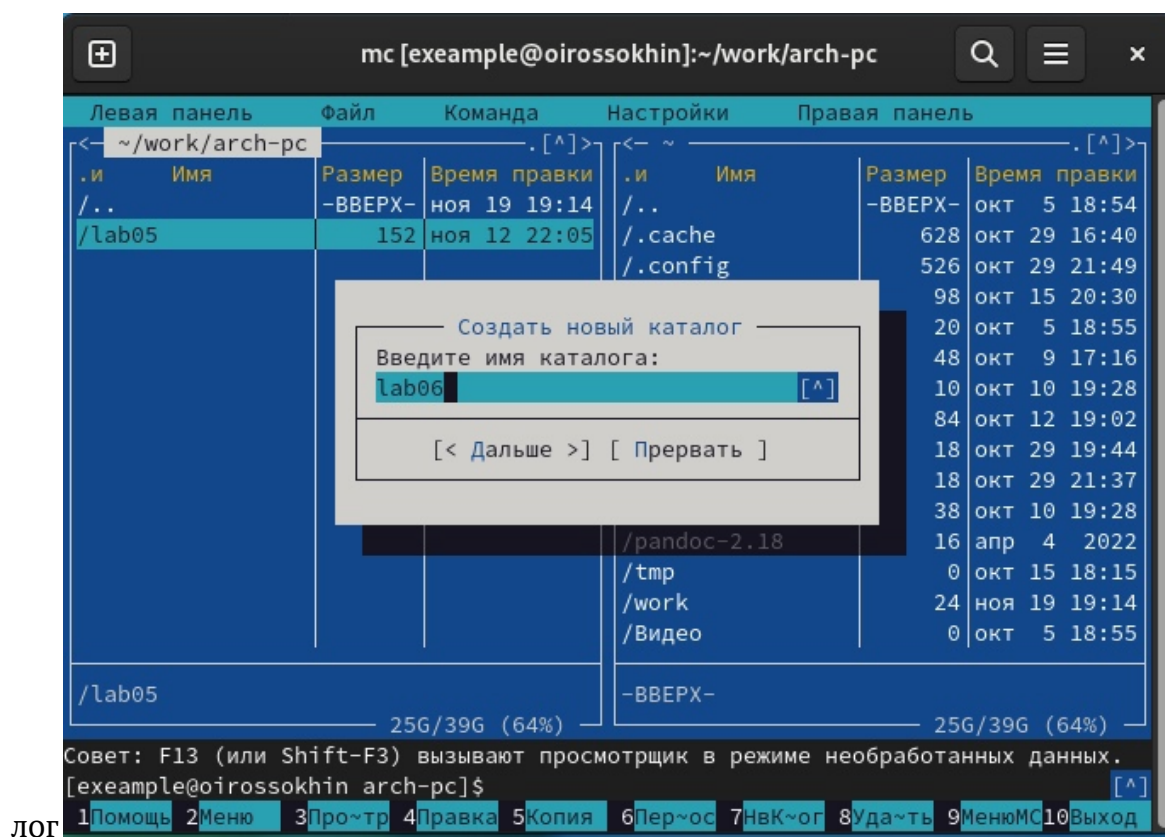 mc [exeample@oirossokhin]:~/work/arch-pc
Левая панель Файл Команда Настройки Правая панель
<— ~/work/arch-pc .[^]> <— ~ .[^]>
.и Имя Размер Время правки .и Имя Размер Время правки
/.. -ВВЕРХ- ноя 19 19:14 /.. -ВВЕРХ- окт 5 18:54
/lab05 152 ноя 12 22:05 /.cache 628 окт 29 16:40
/.config 526 окт 29 21:49
98 окт 15 20:30
Создать новый каталог 20 окт 5 18:55
Введите имя каталога: 48 окт 9 17:16
lab06 [^] 10 окт 10 19:28
84 окт 12 19:02
[< Дальше >] [ Прервать ] 18 окт 29 19:44
18 окт 29 21:37
38 окт 10 19:28
/pandoc-2.18 16 апр 4 2022
/tmp 0 окт 15 18:15
/work 24 ноя 19 19:14
/Видео 0 окт 5 18:55
/lab05 -ВВЕРХ-
25G/39G (64%) 25G/39G (64%)
Совет: F13 (или Shift-F3) вызывают просмотрщик в режиме необработанных данных.
[exeample@oirossokhin arch-pc]$ [^]
лог 1Помощь 2Меню 3Про~тр 4Правка 5Копия 6Пер~ос 7НвК~ог 8Уда~ть 9МенюМС10Выход